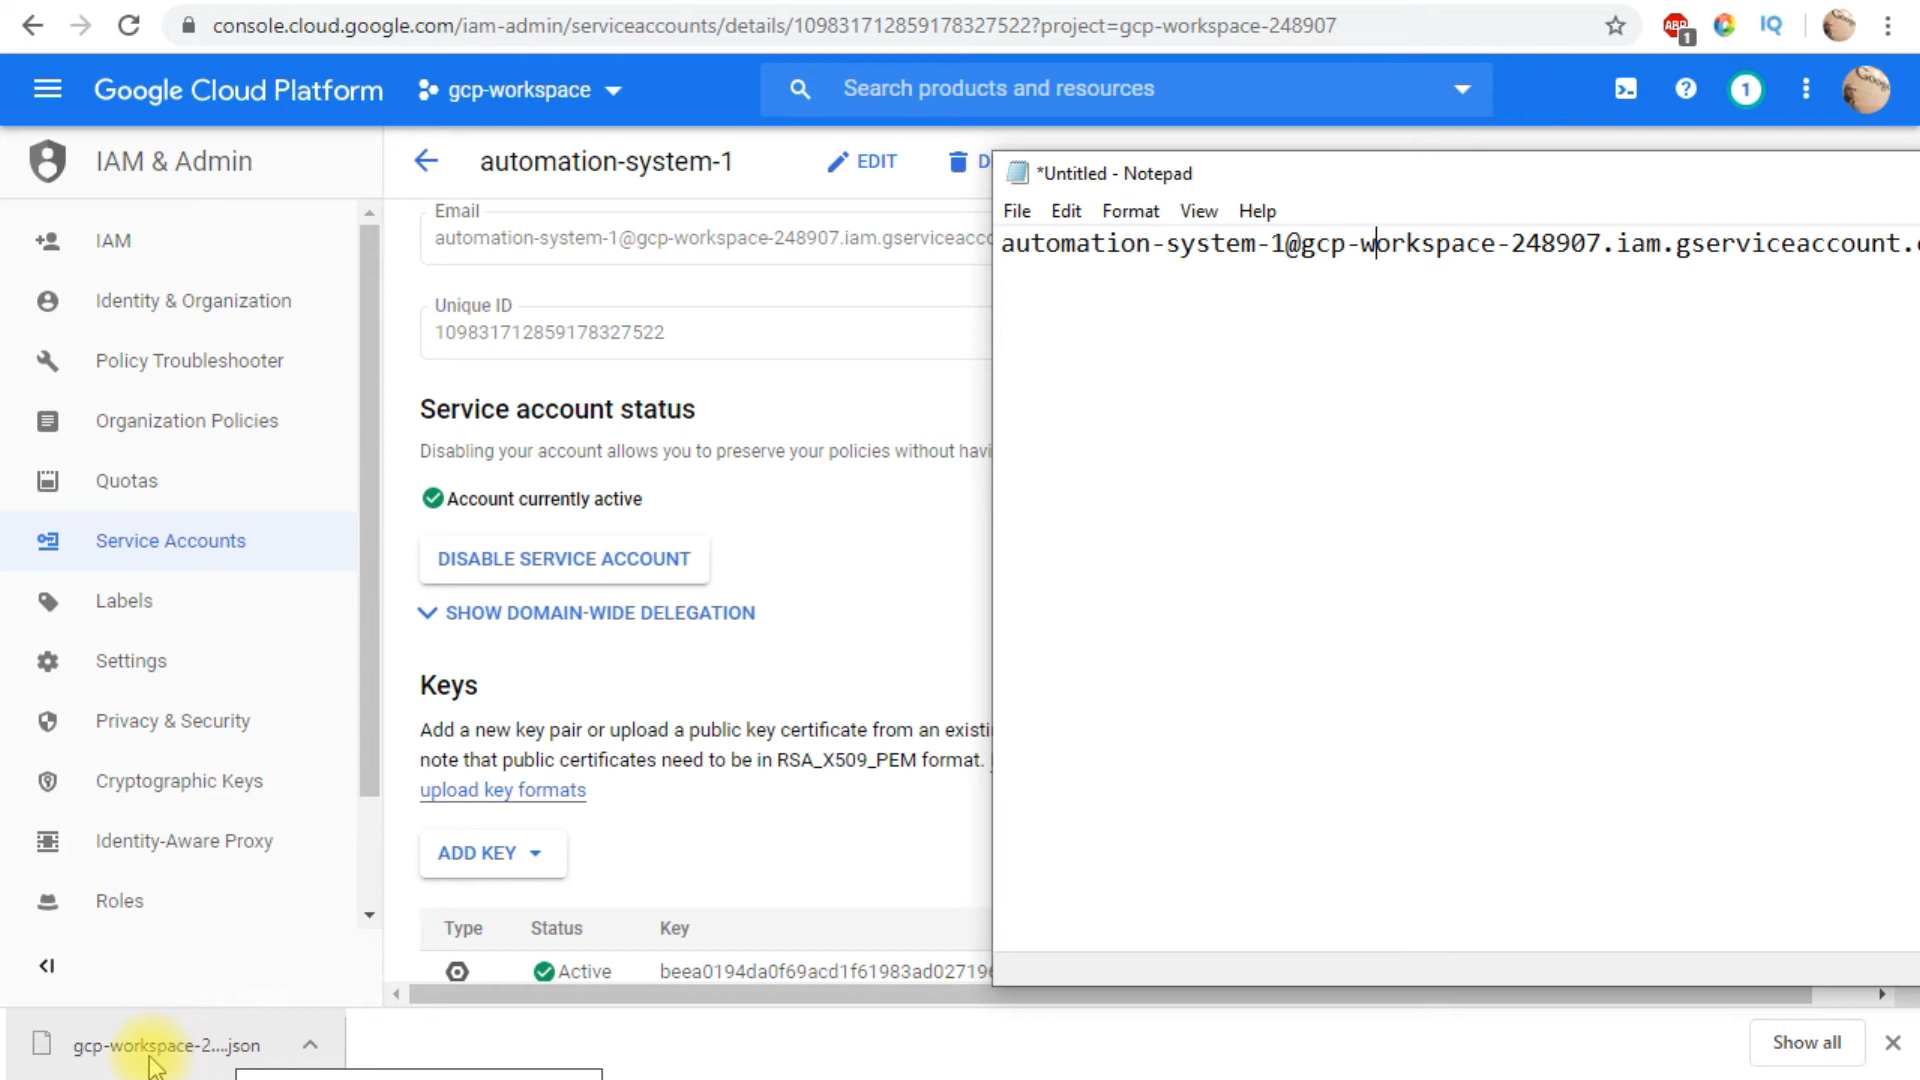 console.cloud.google.com/iam-admin/serviceaccounts/details/109831712859178327522?project=gcp-workspace-248907
ABP
1
IQ
Google Cloud Platform
gcp-workspace
Search products and resources
1
IAM & Admin
automation-system-1
EDIT
D
IAM
Identity & Organization
Policy Troubleshooter
Organization Policies
Quotas
Service Accounts
Labels
Settings
Privacy & Security
Cryptographic Keys
Identity-Aware Proxy
Roles
Email
automation-system-1@gcp-workspace-248907.iam.gserviceacco
Unique ID
109831712859178327522
Service account status
Disabling your account allows you to preserve your policies without havi
Account currently active
DISABLE SERVICE ACCOUNT
SHOW DOMAIN-WIDE DELEGATION
Keys
Add a new key pair or upload a public key certificate from an existi
note that public certificates need to be in RSA_X509_PEM format.
upload key formats
ADD KEY
Type Status Key
Active beea0194da0f69acd1f61983ad027196
*Untitled - Notepad
File Edit Format View Help
automation-system-1@gcp-workspace-248907.iam.gserviceaccount.
gcp-workspace-2....json
Show all